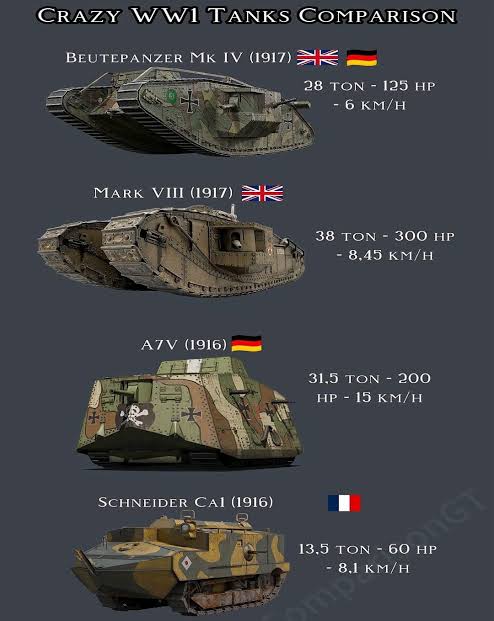 Crazy WW1 Tanks Comparison
Beutepanzer Mk IV (1917)
28 ton - 125 hp
- 6 km/h
Mark VIII (1917)
38 ton - 300 hp
- 8,45 km/h
A7V (1916)
31,5 ton - 200
hp - 15 km/h
Schneider Ca1 (1916)
13,5 ton - 60 hp
- 8,1 km/h
ComparisonGT